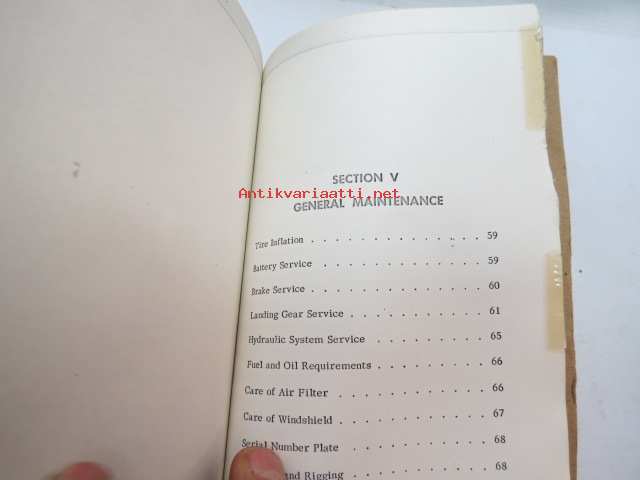 SECTION V
Antikvariaatti.net
GENERAL MAINTENANCE
Tire Inflation . . . . . . . . . . . . . 59
Battery Service . . . . . . . . . . . . 59
Brake Service . . . . . . . . . . . . . 60
Landing Gear Service . . . . . . . . . . 61
Hydraulic System Service . . . . . . . . 65
Fuel and Oil Requirements . . . . . . . . 66
Care of Air Filter . . . . . . . . . . . 66
Care of Windshield . . . . . . . . . . . 67
Serial Number Plate . . . . . . . . . . 68
and Rigging . . . . . . . . . . 68